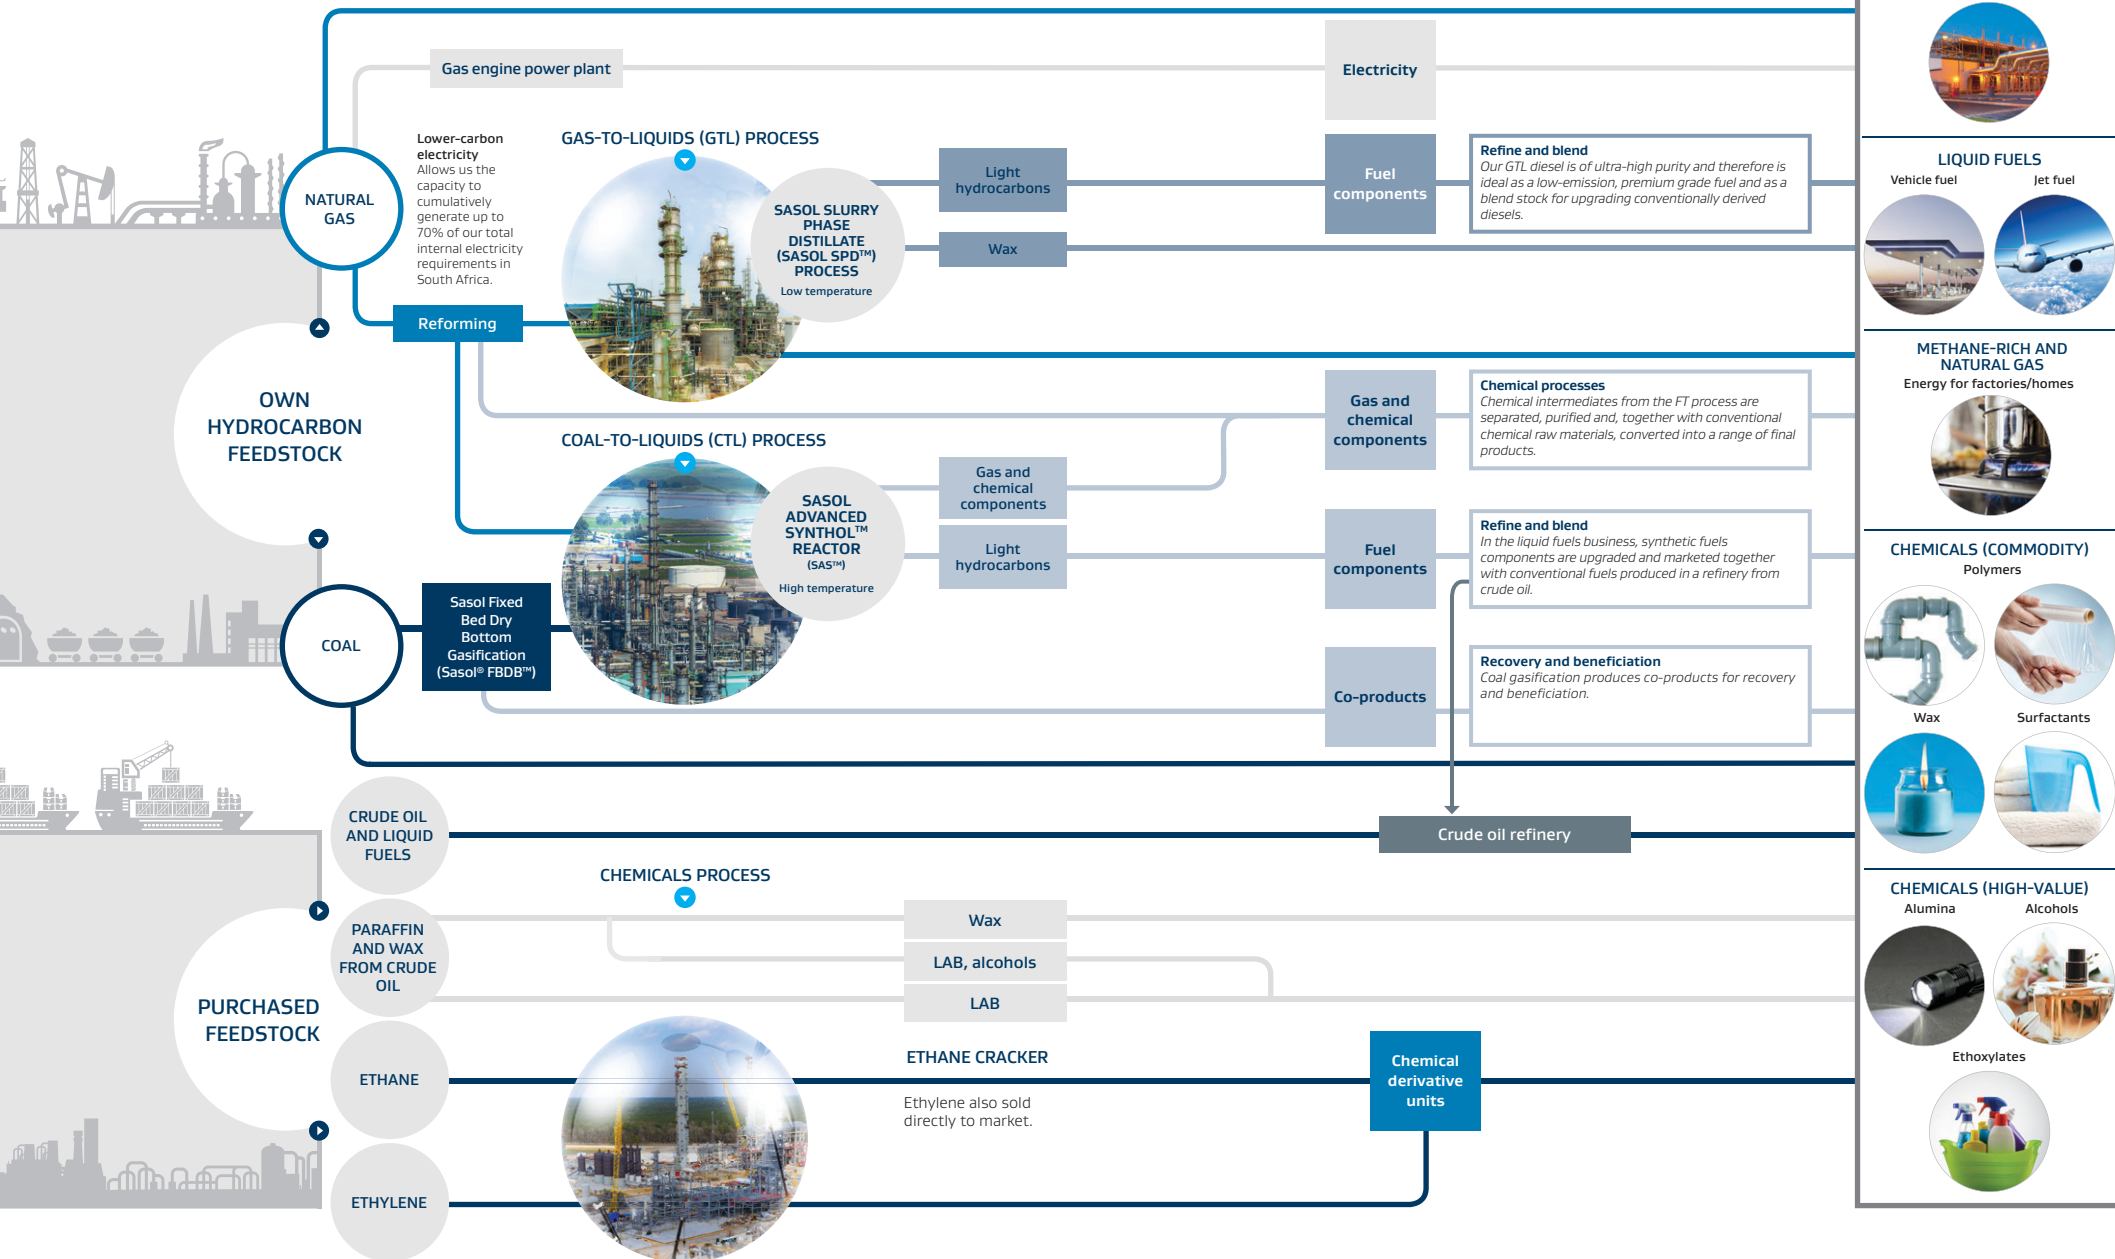 Gas engine power plant
Electricity
Lower-carbon
electricity
Allows us the
capacity to
cumulatively
generate up to
70% of our total
internal electricity
requirements in
South Africa.
GAS-TO-LIQUIDS (GTL) PROCESS
NATURAL
GAS
SASOL SLURRY
PHASE
DISTILLATE
(SASOL SPD™)
PROCESS
Low temperature
Light
hydrocarbons
Wax
Fuel
components
Refine and blend
Our GTL diesel is of ultra-high purity and therefore is
ideal as a low-emission, premium grade fuel and as a
blend stock for upgrading conventionally derived
diesels.
Reforming
OWN
HYDROCARBON
FEEDSTOCK
COAL-TO-LIQUIDS (CTL) PROCESS
SASOL
ADVANCED
SYNTHOL™
REACTOR
(SAS™)
High temperature
Gas and
chemical
components
Light
hydrocarbons
Gas and
chemical
components
Chemical processes
Chemical intermediates from the FT process are
separated, purified and, together with conventional
chemical raw materials, converted into a range of final
products.
Fuel
components
Refine and blend
In the liquid fuels business, synthetic fuels
components are upgraded and marketed together
with conventional fuels produced in a refinery from
crude oil.
COAL
Sasol Fixed
Bed Dry
Bottom
Gasification
(Sasol® FBDB™)
Co-products
Recovery and beneficiation
Coal gasification produces co-products for recovery
and beneficiation.
CRUDE OIL
AND LIQUID
FUELS
Crude oil refinery
CHEMICALS PROCESS
PARAFFIN
AND WAX
FROM CRUDE
OIL
Wax
LAB, alcohols
LAB
PURCHASED
FEEDSTOCK
ETHANE
ETHANE CRACKER
Ethylene also sold
directly to market.
Chemical
derivative
units
ETHYLENE
LIQUID FUELS
Vehicle fuel
Jet fuel
METHANE-RICH AND
NATURAL GAS
Energy for factories/homes
CHEMICALS (COMMODITY)
Polymers
Wax
Surfactants
CHEMICALS (HIGH-VALUE)
Alumina
Alcohols
Ethoxylates